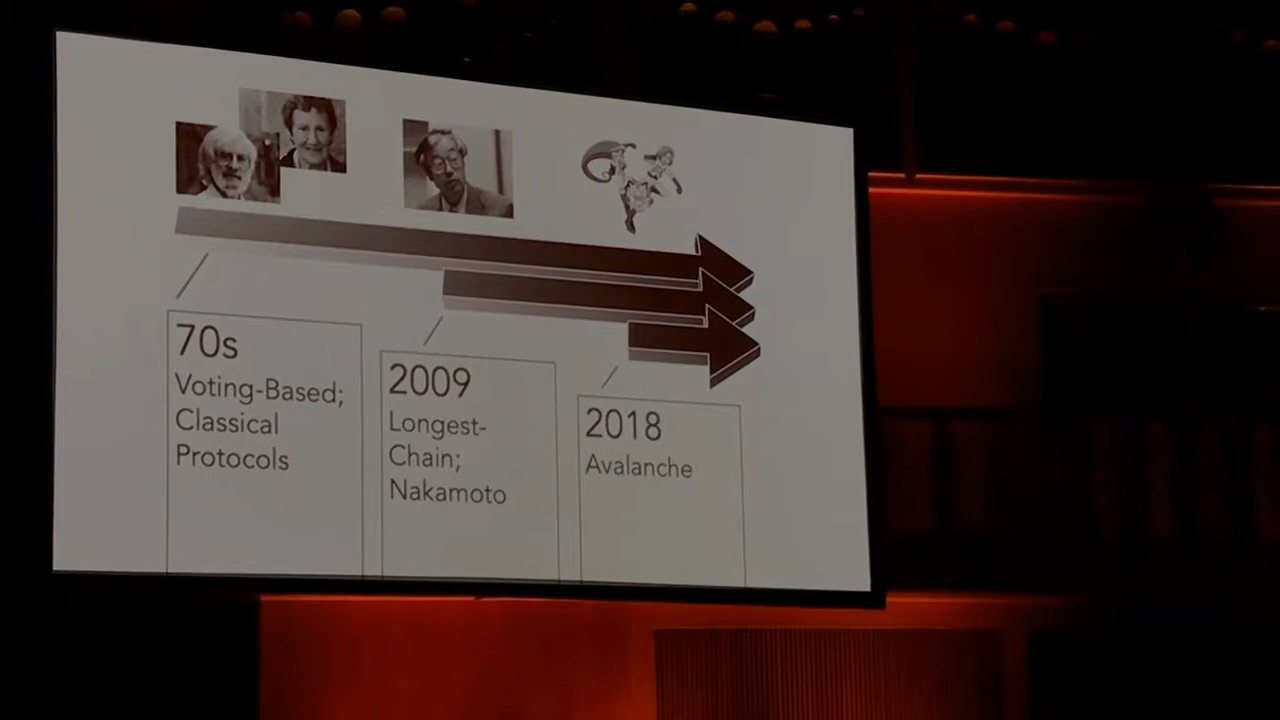 70s
Voting-Based;
Classical
Protocols
2009
Longest-
Chain;
Nakamoto
2018
Avalanche